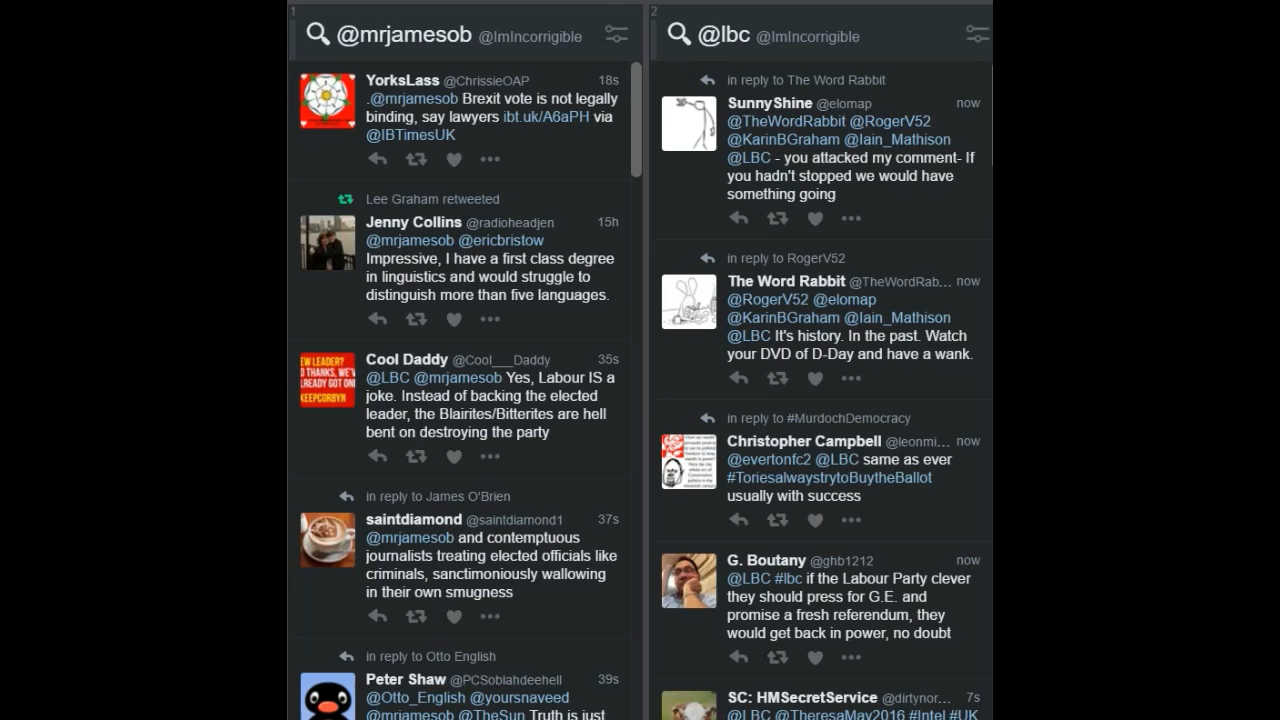 1
@mrjamesob @ImIncorrigible
YorksLass @ChrissieOAP 18s
.@mrjamesob Brexit vote is not legally
binding, say lawyers ibt.uk/A6aPH via
@IBTimesUK
Lee Graham retweeted
Jenny Collins @radioheadjen 15h
@mrjamesob @ericbristow
Impressive, I have a first class degree
in linguistics and would struggle to
distinguish more than five languages.
EW LEADER?
O THANKS, WE'V
LREADY GOT ON
KEEPCORBYN
Cool Daddy @Cool___Daddy 35s
@LBC @mrjamesob Yes, Labour IS a
joke. Instead of backing the elected
leader, the Blairites/Bitterites are hell
bent on destroying the party
in reply to James O'Brien
saintdiamond @saintdiamond1 37s
@mrjamesob and contemptuous
journalists treating elected officials like
criminals, sanctimoniously wallowing
in their own smugness
in reply to Otto English
Peter Shaw @PCSoblahdeehell 39s
@Otto_English @yoursnaveed
@mrjamesob @TheSun Truth is just
2
@lbc @ImIncorrigible
in reply to The Word Rabbit
SunnyShine @elomap now
@TheWordRabbit @RogerV52
@KarinBGraham @Iain_Mathison
@LBC - you attacked my comment- If
you hadn't stopped we would have
something going
in reply to RogerV52
The Word Rabbit @TheWordRab... now
@RogerV52 @elomap
@KarinBGraham @Iain_Mathison
@LBC It's history. In the past. Watch
your DVD of D-Day and have a wank.
in reply to #MurdochDemocracy
Christopher Campbell @leonmi... now
@evertonfc2 @LBC same as ever
#ToriesalwaystrytoBuytheBallot
usually with success
G. Boutany @ghb1212 now
@LBC #lbc if the Labour Party clever
they should press for G.E. and
promise a fresh referendum, they
would get back in power, no doubt
SC: HMSecretService @dirtynor... 7s
@LBC @TheresaMay2016 #Intel #UK